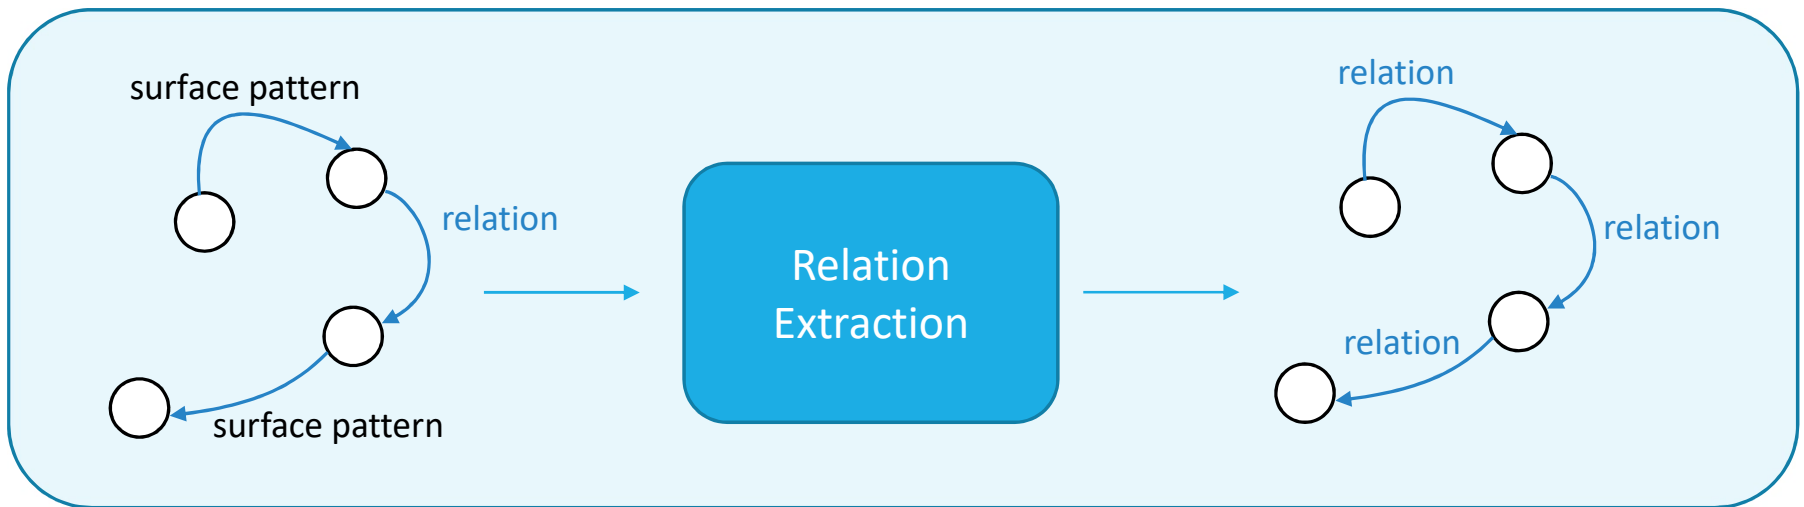 surface pattern
relation
surface pattern
Relation
Extraction
relation
relation
relation